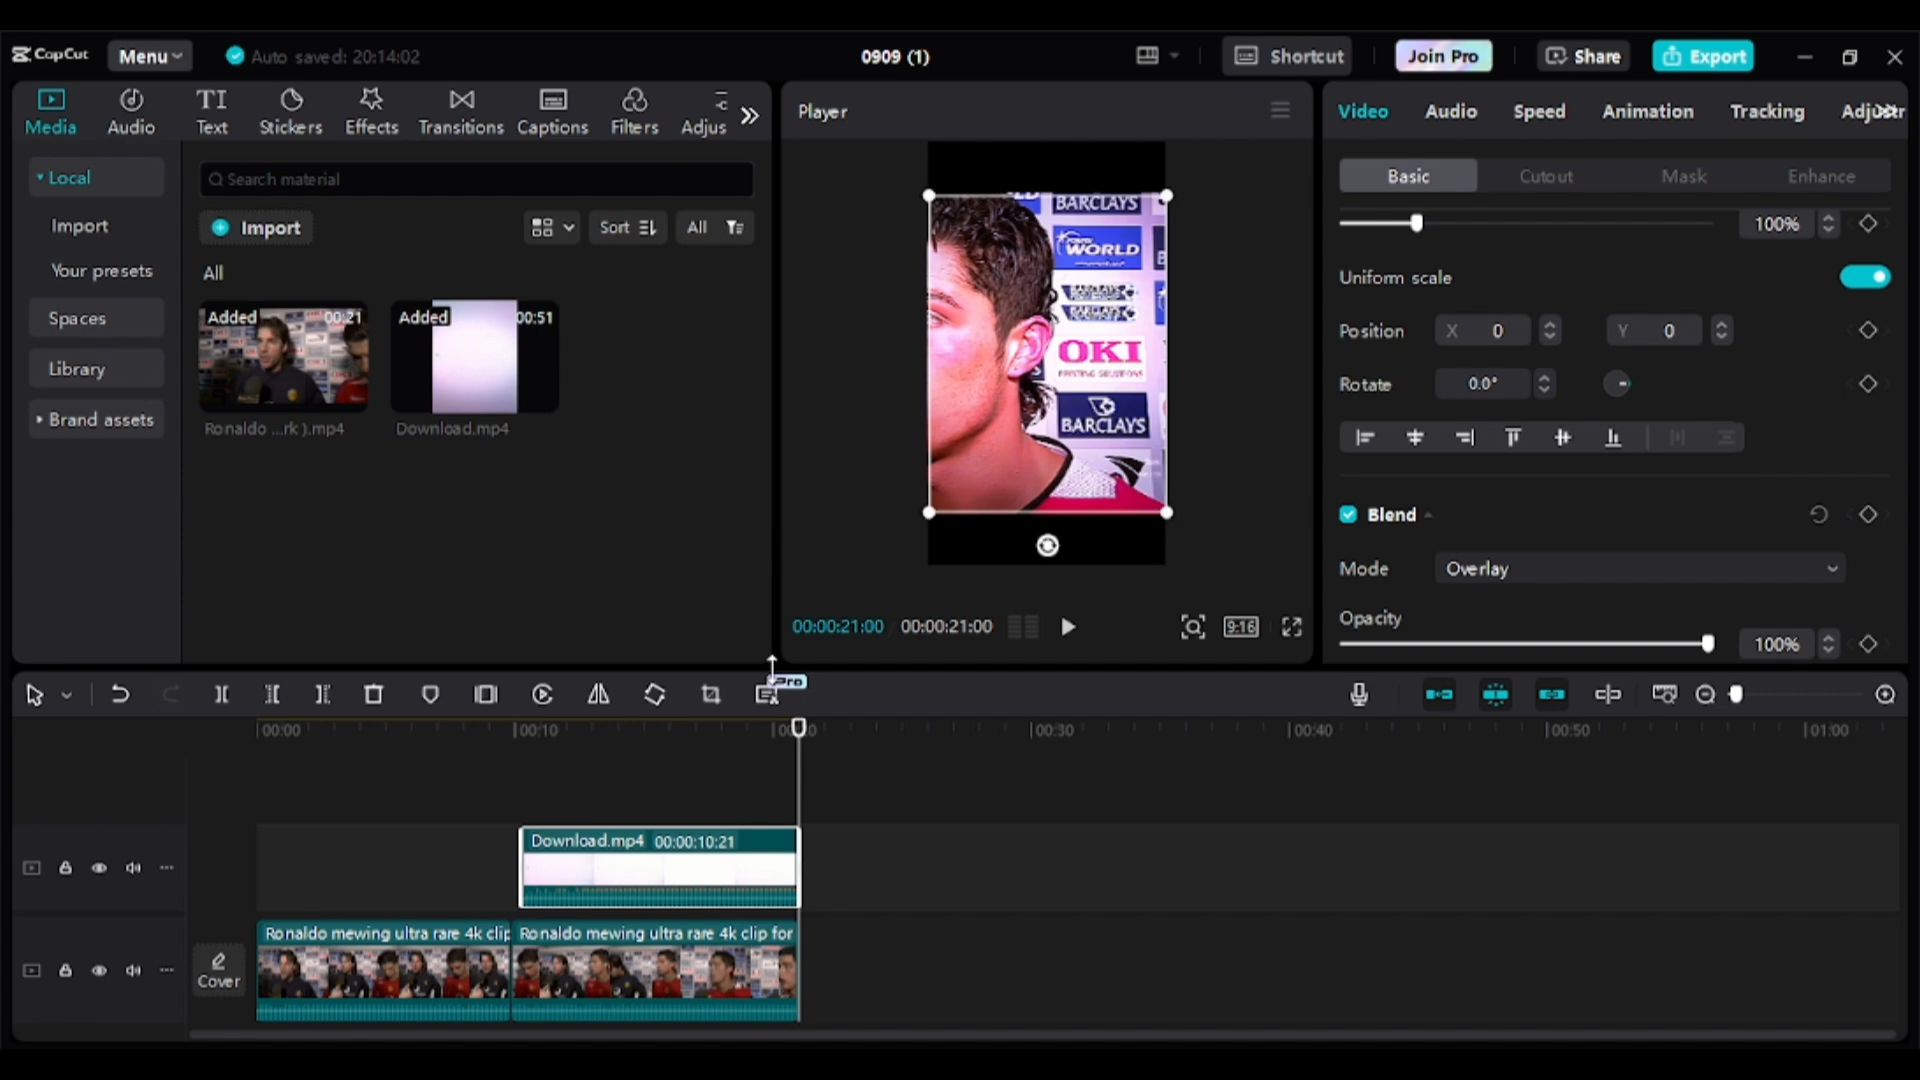 CapCut Menu Auto saved: 20:14:02 0909 (1) Shortcut Join Pro Share Export
Media Audio Text Stickers Effects Transitions Captions Filters Adjus
TI
Local
Import
Your presets
Spaces
Library
Brand assets
Search material
Import Sort All
All
Added 00:21
Added 00:51
Ronaldo ...rk ).mp4 Download.mp4
Player
BARCLAYS
WORLD
OKI
PRINTING SOLUTIONS
BARCLAYS
00:00:21:00 00:00:21:00 9:16
Video Audio Speed Animation Tracking
Basic Cutout Mask Enhance
100%
Uniform scale
Position X 0 Y 0
Rotate 0.0°
Blend
Mode Overlay
Opacity
100%
Pro
00:00 00:10 00:30 00:40 00:50 01:00
Download.mp4 00:00:10:21
Cover
Ronaldo mewing ultra rare 4k clip Ronaldo mewing ultra rare 4k clip for